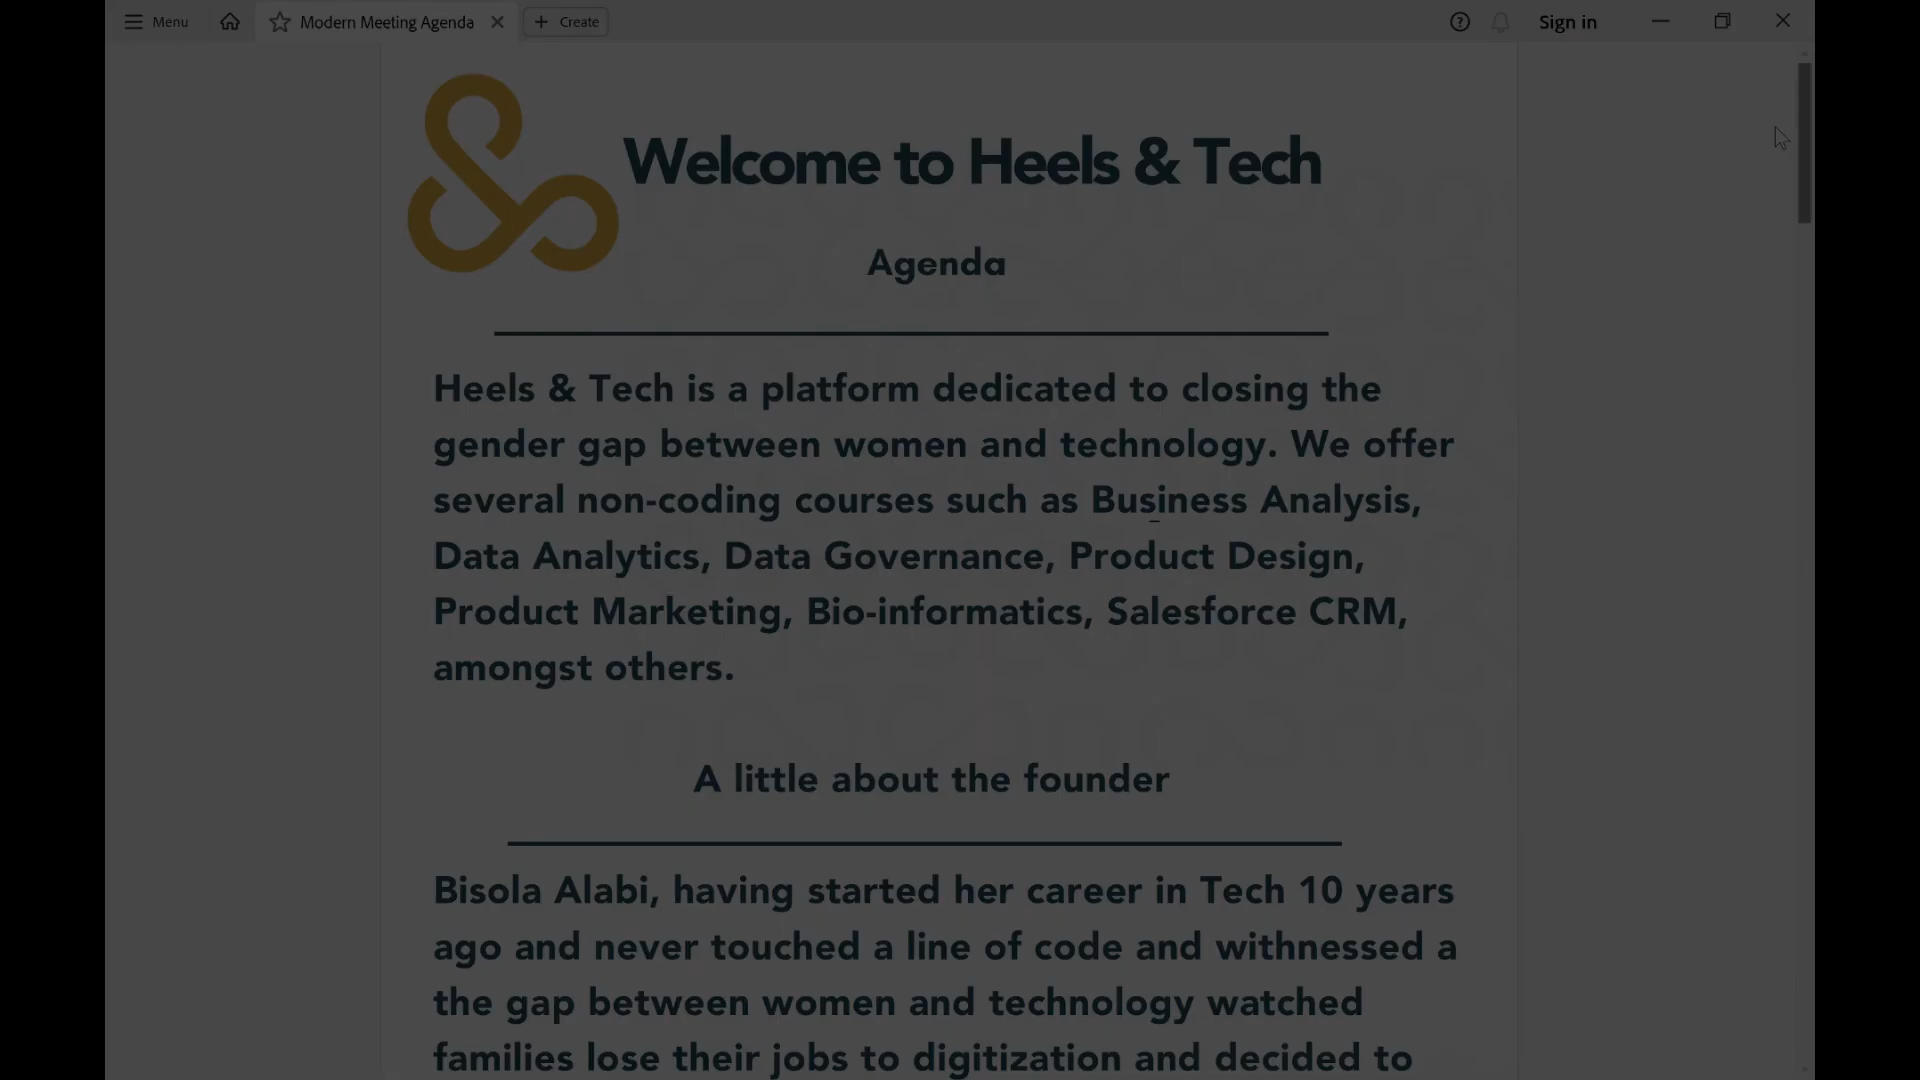 Menu
Modern Meeting Agenda
Create
Sign in
Welcome to Heels & Tech
Agenda
Heels & Tech is a platform dedicated to closing the
gender gap between women and technology. We offer
several non-coding courses such as Business Analysis,
Data Analytics, Data Governance, Product Design,
Product Marketing, Bio-informatics, Salesforce CRM,
amongst others.
A little about the founder
Bisola Alabi, having started her career in Tech 10 years
ago and never touched a line of code and withnessed a
the gap between women and technology watched
families lose their jobs to digitization and decided to